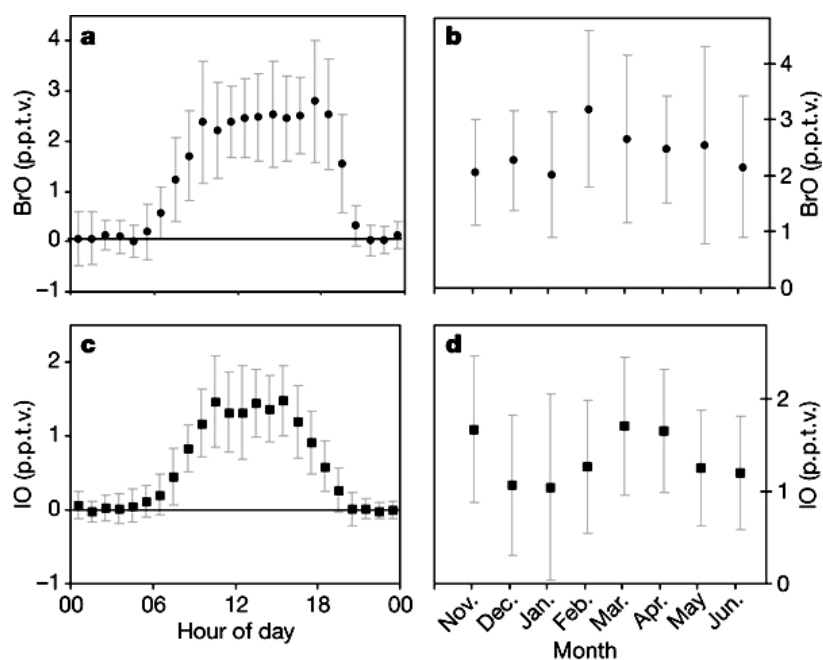 a
4
3
2
1
0
−1
BrO (p.p.t.v.)
b
4
3
2
1
0
BrO (p.p.t.v.)
c
2
1
0
−1
IO (p.p.t.v.)
00 06 12 18 00
Hour of day
d
2
1
0
IO (p.p.t.v.)
Nov. Dec. Jan. Feb. Mar. Apr. May Jun.
Month